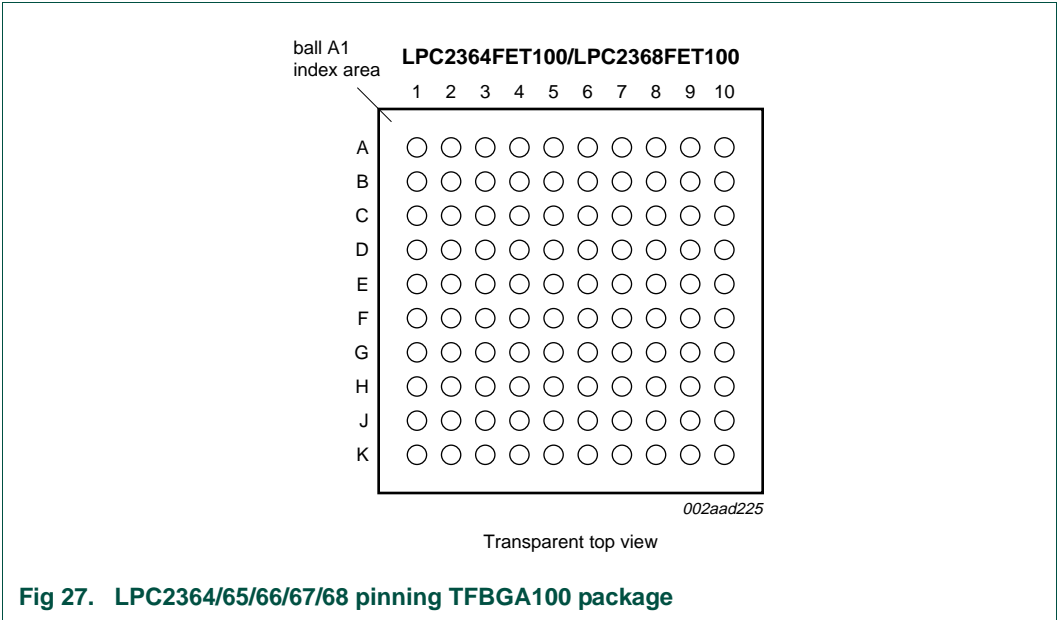 ball A1
index area
LPC2364FET100/LPC2368FET100
1 2 3 4 5 6 7 8 9 10
A
B
C
D
E
F
G
H
J
K
002aad225
Transparent top view
Fig 27. LPC2364/65/66/67/68 pinning TFBGA100 package